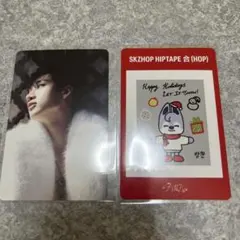 SKZHOP HIPTAPE 合 (HOP)
Happy Holidays
LET IT Snow!